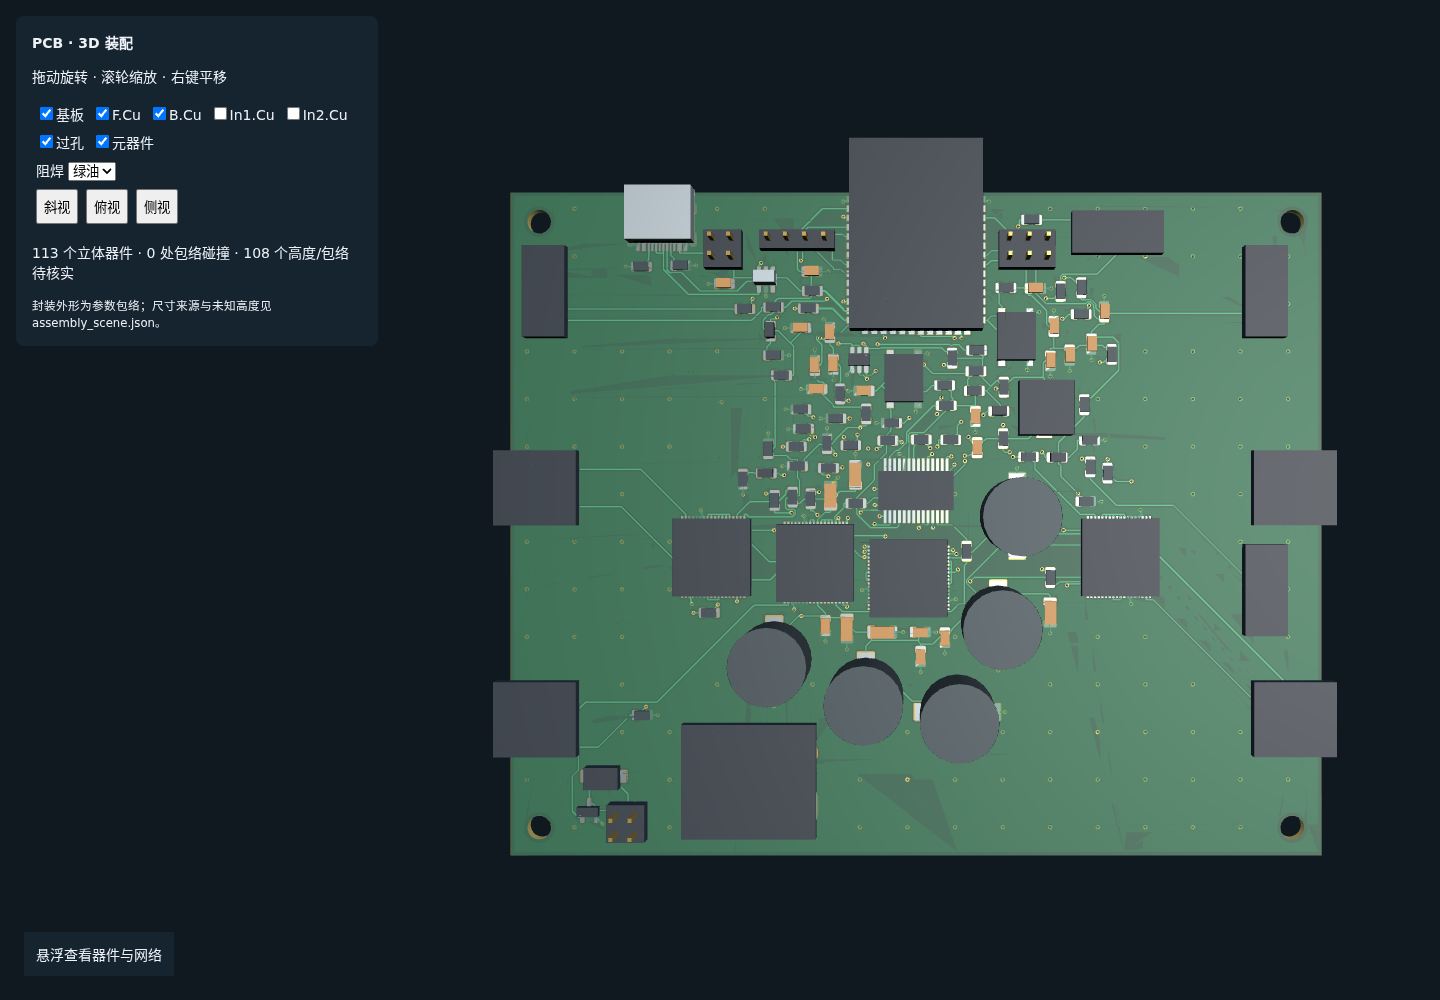 PCB · 3D 装配
拖动旋转 · 滚轮缩放 · 右键平移
基板 F.Cu B.Cu In1.Cu In2.Cu
过孔 元器件
阻焊 绿油
斜视 俯视 侧视
113 个立体器件 · 0 处包络碰撞 · 108 个高度/包络
待核实
封装外形为参数包络；尺寸来源与未知高度见
assembly_scene.json。
悬浮查看器件与网络